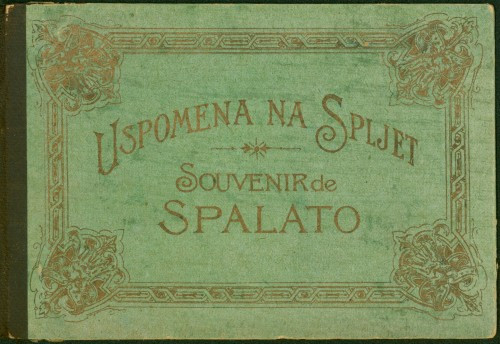 USPOMENA NA SPLJET
SOUVENIR de
SPALATO